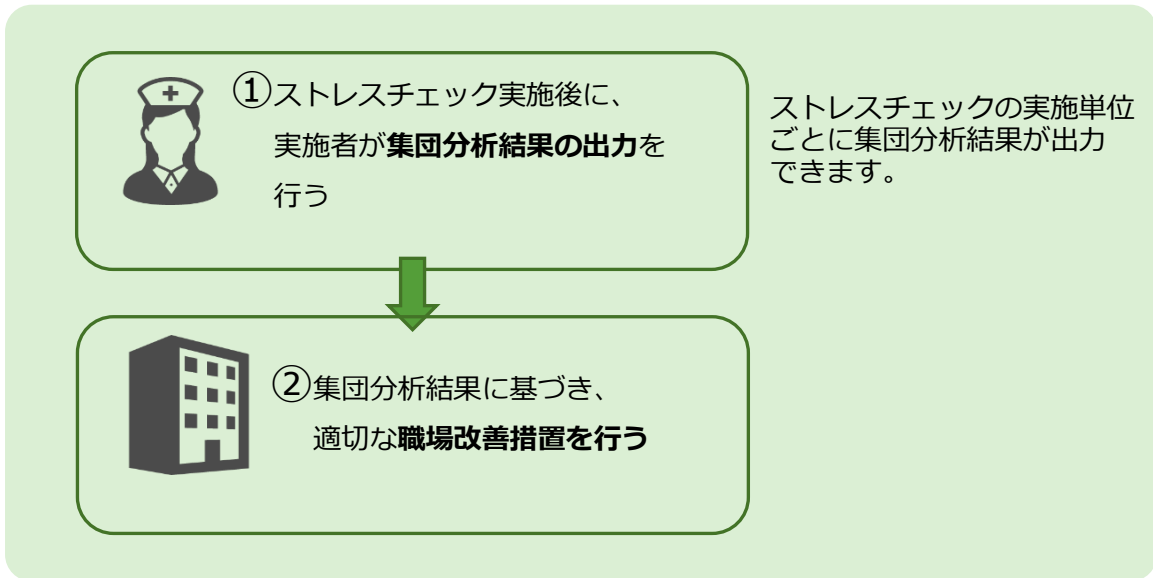 ①ストレスチェック実施後に、
実施者が集団分析結果の出力を
行う
ストレスチェックの実施単位
ごとに集団分析結果が出力
できます。
②集団分析結果に基づき、
適切な職場改善措置を行う